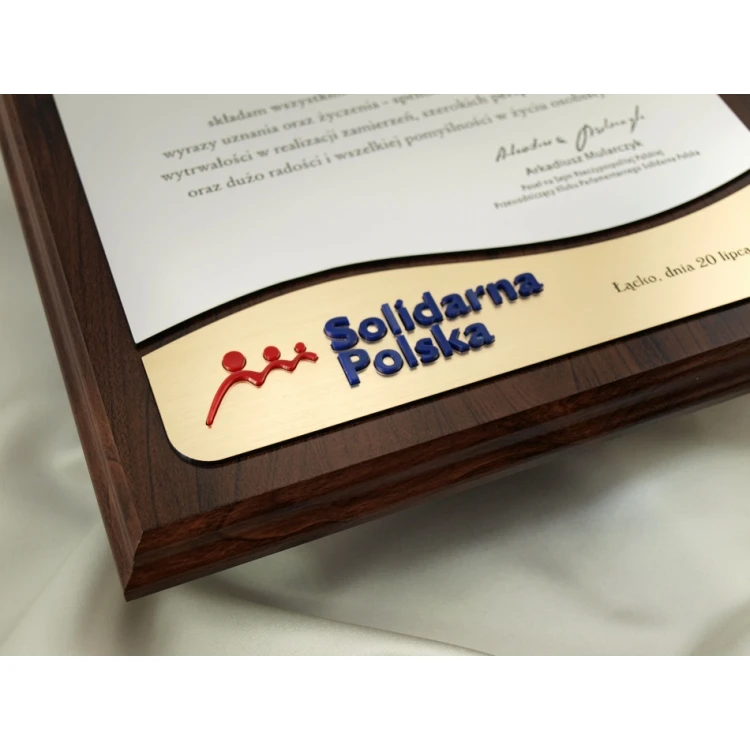 składam wszystkim
wyrazy uznania oraz życzenia -
wytrwałości w realizacji zamierzeń, szerokich
oraz dużo radości i wszelkiej pomyślności w życiu
Arkadiusz Mularczyk
Poseł na Sejm Rzeczypospolitej Polskiej
Przewodniczący Klubu Parlamentarnego Solidarna Polska
Łącko, dnia 20 lipca
Solidarna
Polska